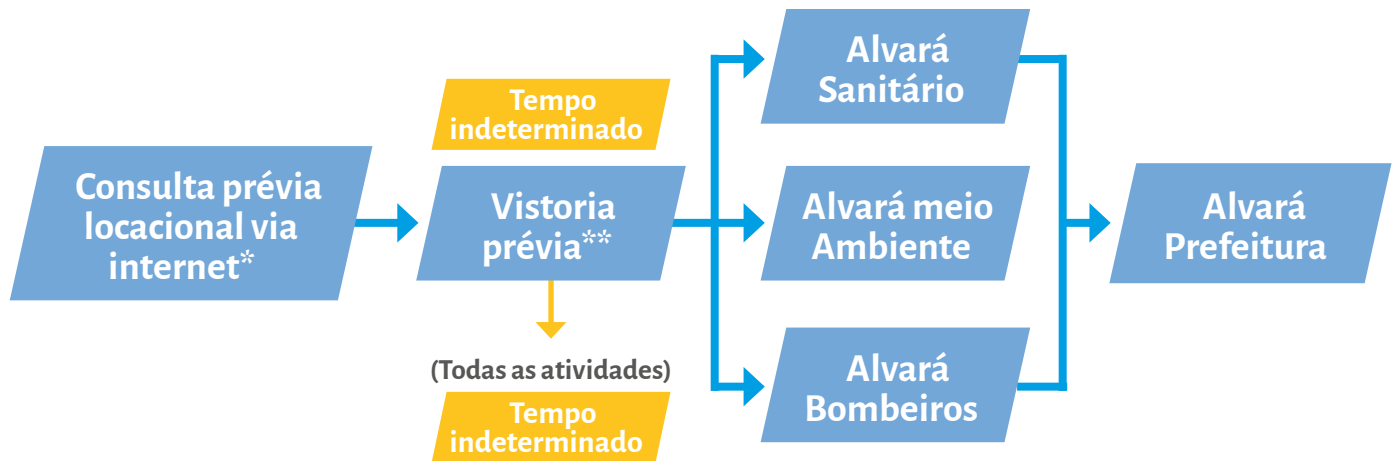 Consulta prévia
locacional via
internet*
Tempo
indeterminado
Vistoria
prévia**
(Todas as atividades)
Tempo
indeterminado
Alvará
Sanitário
Alvará meio
Ambiente
Alvará
Bombeiros
Alvará
Prefeitura